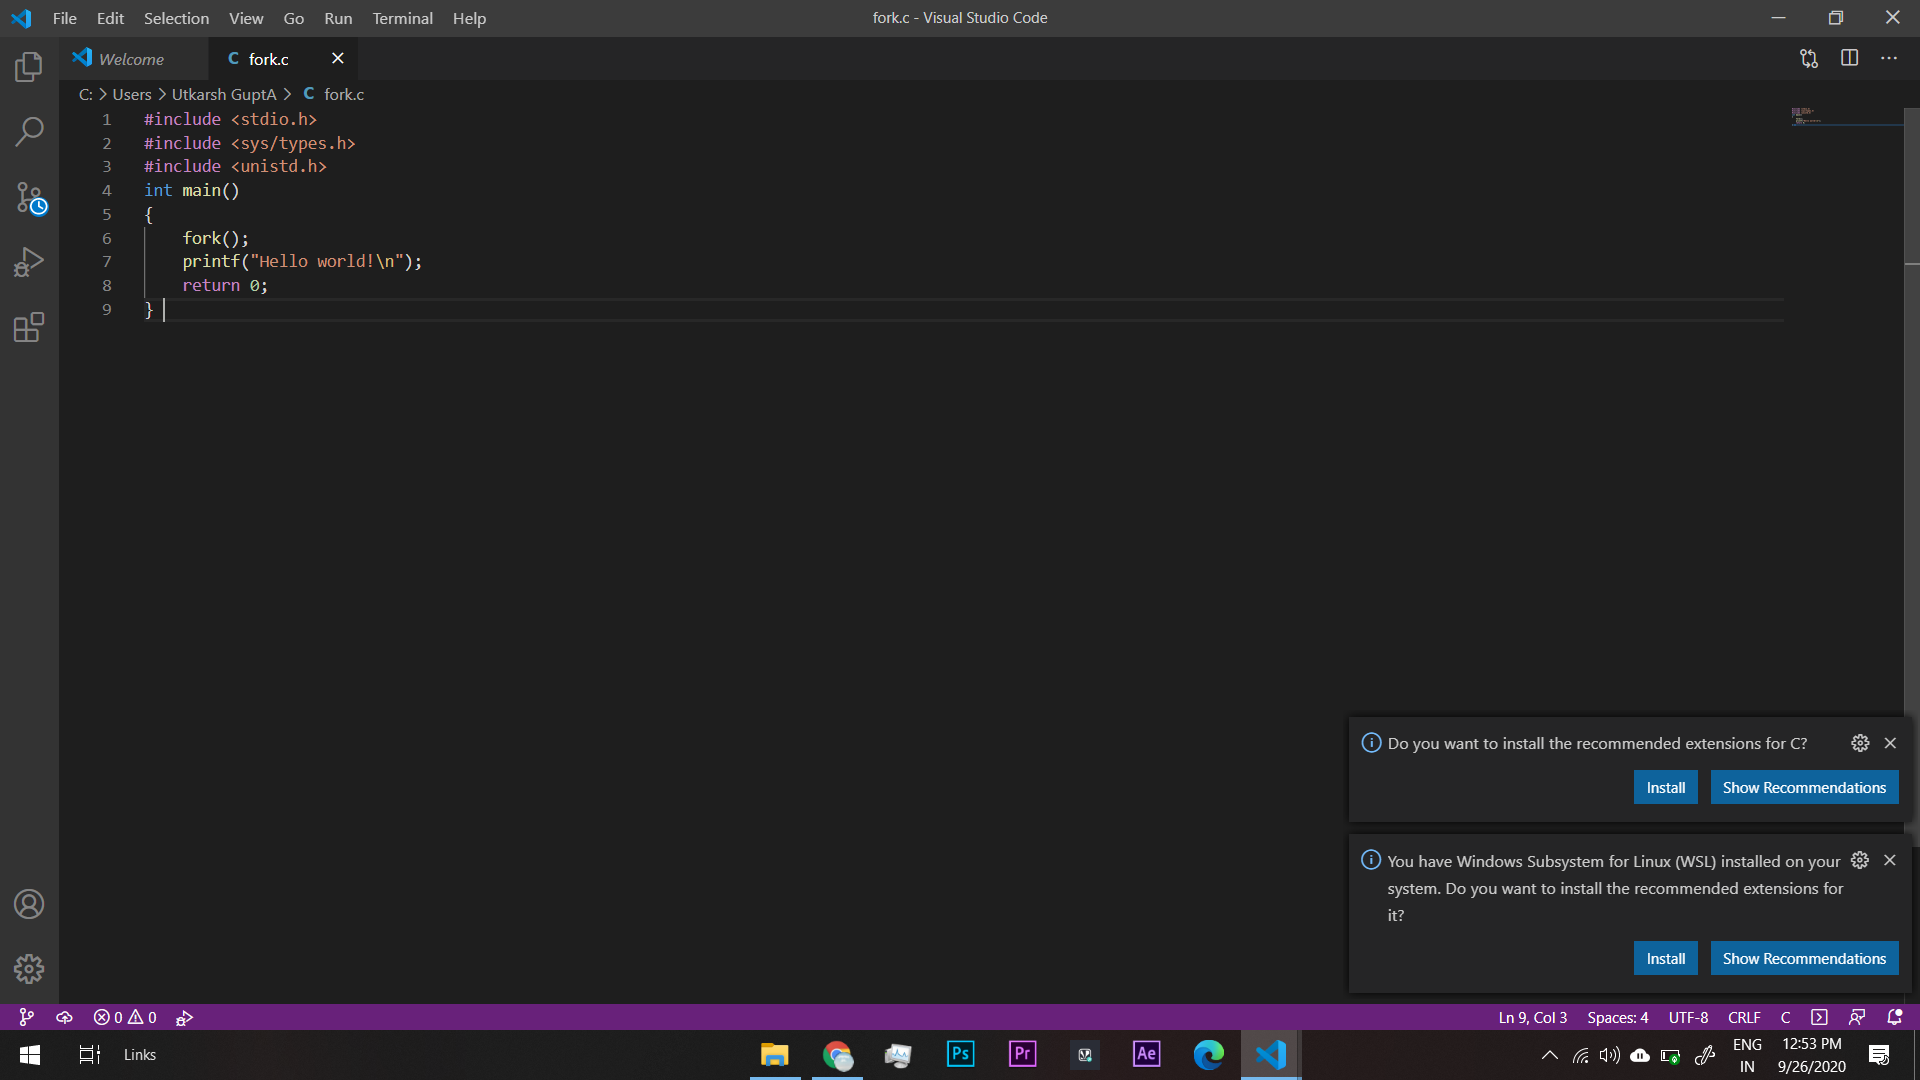 File Edit Selection View Go Run Terminal Help
fork.c - Visual Studio Code
Welcome
C fork.c
C: > Users > Utkarsh GuptA > C fork.c
1 #include <stdio.h>
2 #include <sys/types.h>
3 #include <unistd.h>
4 int main()
5 {
6 fork();
7 printf("Hello world!\n");
8 return 0;
9 }
Do you want to install the recommended extensions for C?
Install Show Recommendations
You have Windows Subsystem for Linux (WSL) installed on your
system. Do you want to install the recommended extensions for
it?
Install Show Recommendations
0 0
Ln 9, Col 3 Spaces: 4 UTF-8 CRLF C
Links
Ps Pr Ae
ENG
IN
12:53 PM
9/26/2020